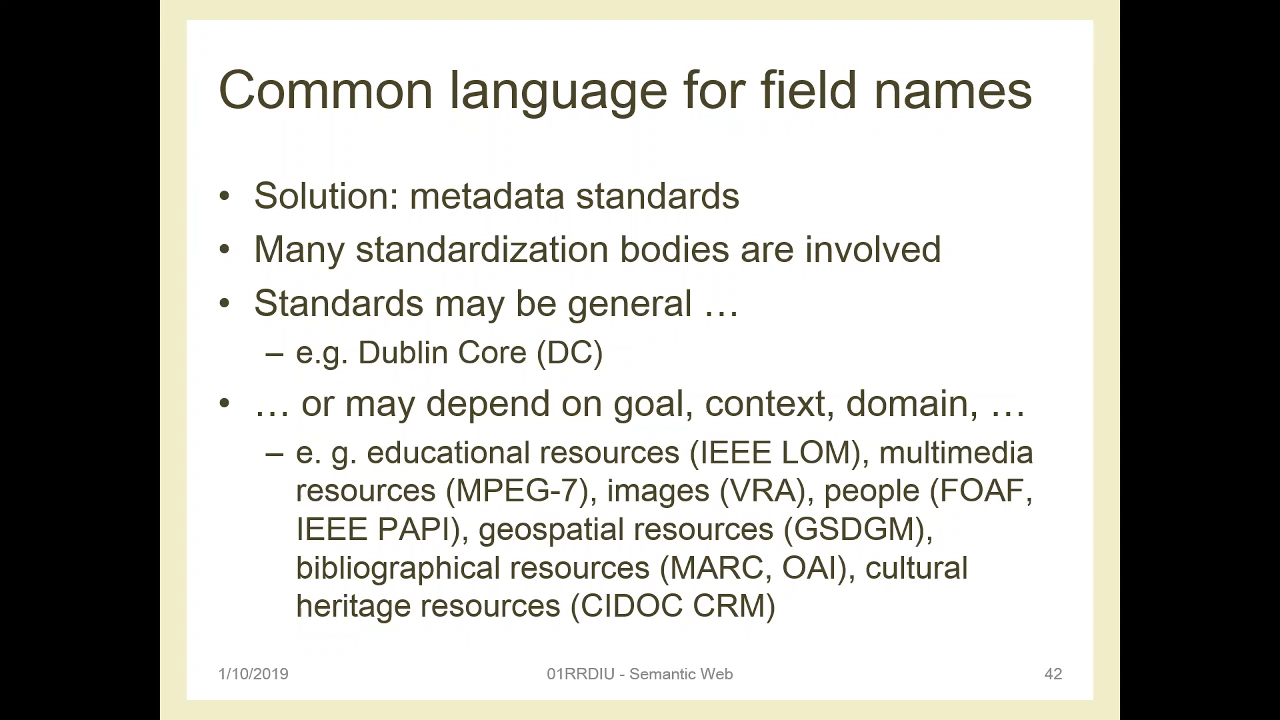 Common language for field names
• Solution: metadata standards
• Many standardization bodies are involved
• Standards may be general …
– e.g. Dublin Core (DC)
• … or may depend on goal, context, domain, …
– e. g. educational resources (IEEE LOM), multimedia
resources (MPEG-7), images (VRA), people (FOAF,
IEEE PAPI), geospatial resources (GSDGM),
bibliographical resources (MARC, OAI), cultural
heritage resources (CIDOC CRM)
1/10/2019 01RRDIU - Semantic Web 42